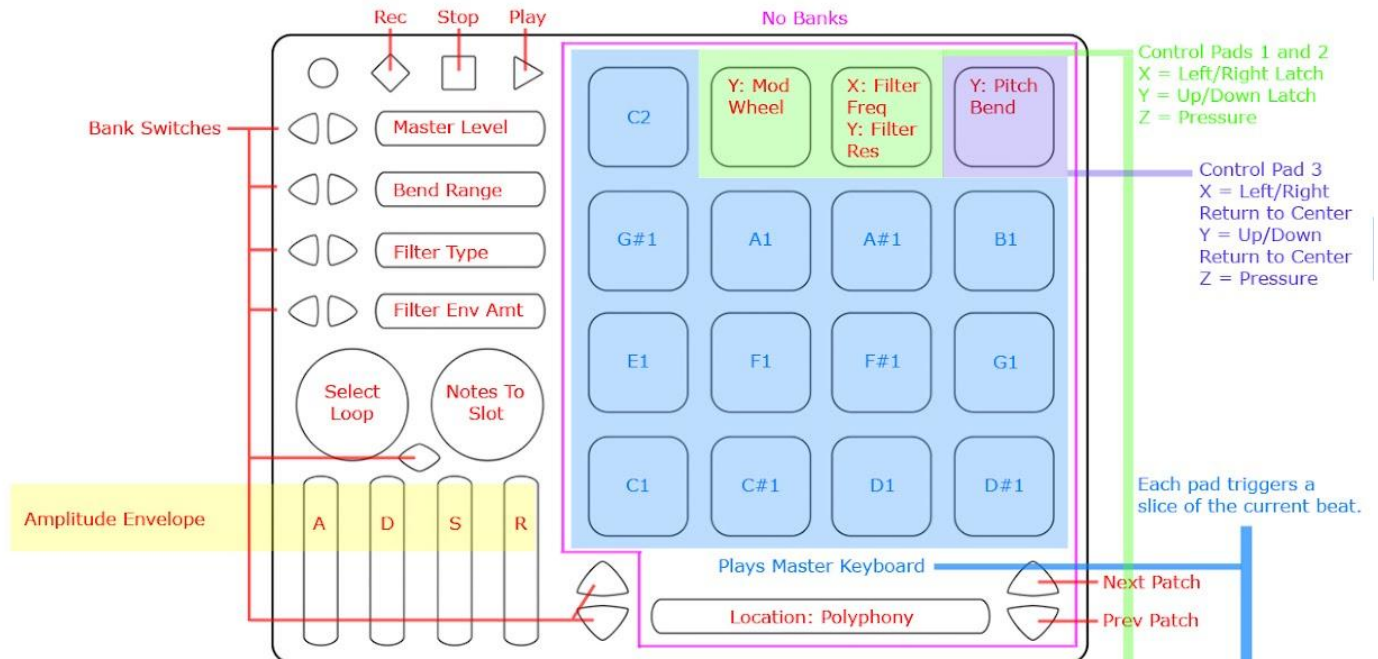 Rec
Stop
Play
No Banks
Control Pads 1 and 2
X = Left/Right Latch
Y = Up/Down Latch
Z = Pressure
Bank Switches
Master Level
Bend Range
Filter Type
Filter Env Amt
C2
Y: Mod
Wheel
X: Filter
Freq
Y: Filter
Res
Y: Pitch
Bend
Control Pad 3
X = Left/Right
Return to Center
Y = Up/Down
Return to Center
Z = Pressure
G#1
A1
A#1
B1
E1
F1
F#1
G1
Select
Loop
Notes To
Slot
C1
C#1
D1
D#1
Each pad triggers a
slice of the current beat.
Amplitude Envelope
A
D
S
R
Plays Master Keyboard
Next Patch
Location: Polyphony
Prev Patch